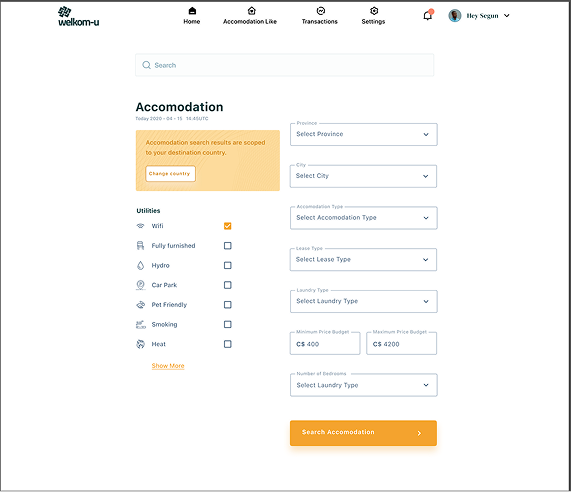 welkom-u
Home
Accomodation Like
Transactions
Settings
Hey Segun
Search
Accomodation
Today 2020 - 04 - 15 19:40UTC
Accomodation search results are scoped
to your destination country.
Change country
Utilities
Wifi
Fully furnished
Hydro
Car Park
Pet Friendly
Smoking
Heat
Show More
Province
Select Province
City
Select City
Accomodation Type
Select Accomodation Type
Lease Type
Select Lease Type
Laundry Type
Select Laundry Type
Minimum Price Budget
C$ 400
Maximum Price Budget
C$ 4200
Number of Bedrooms
Select Laundry Type
Search Accomodation